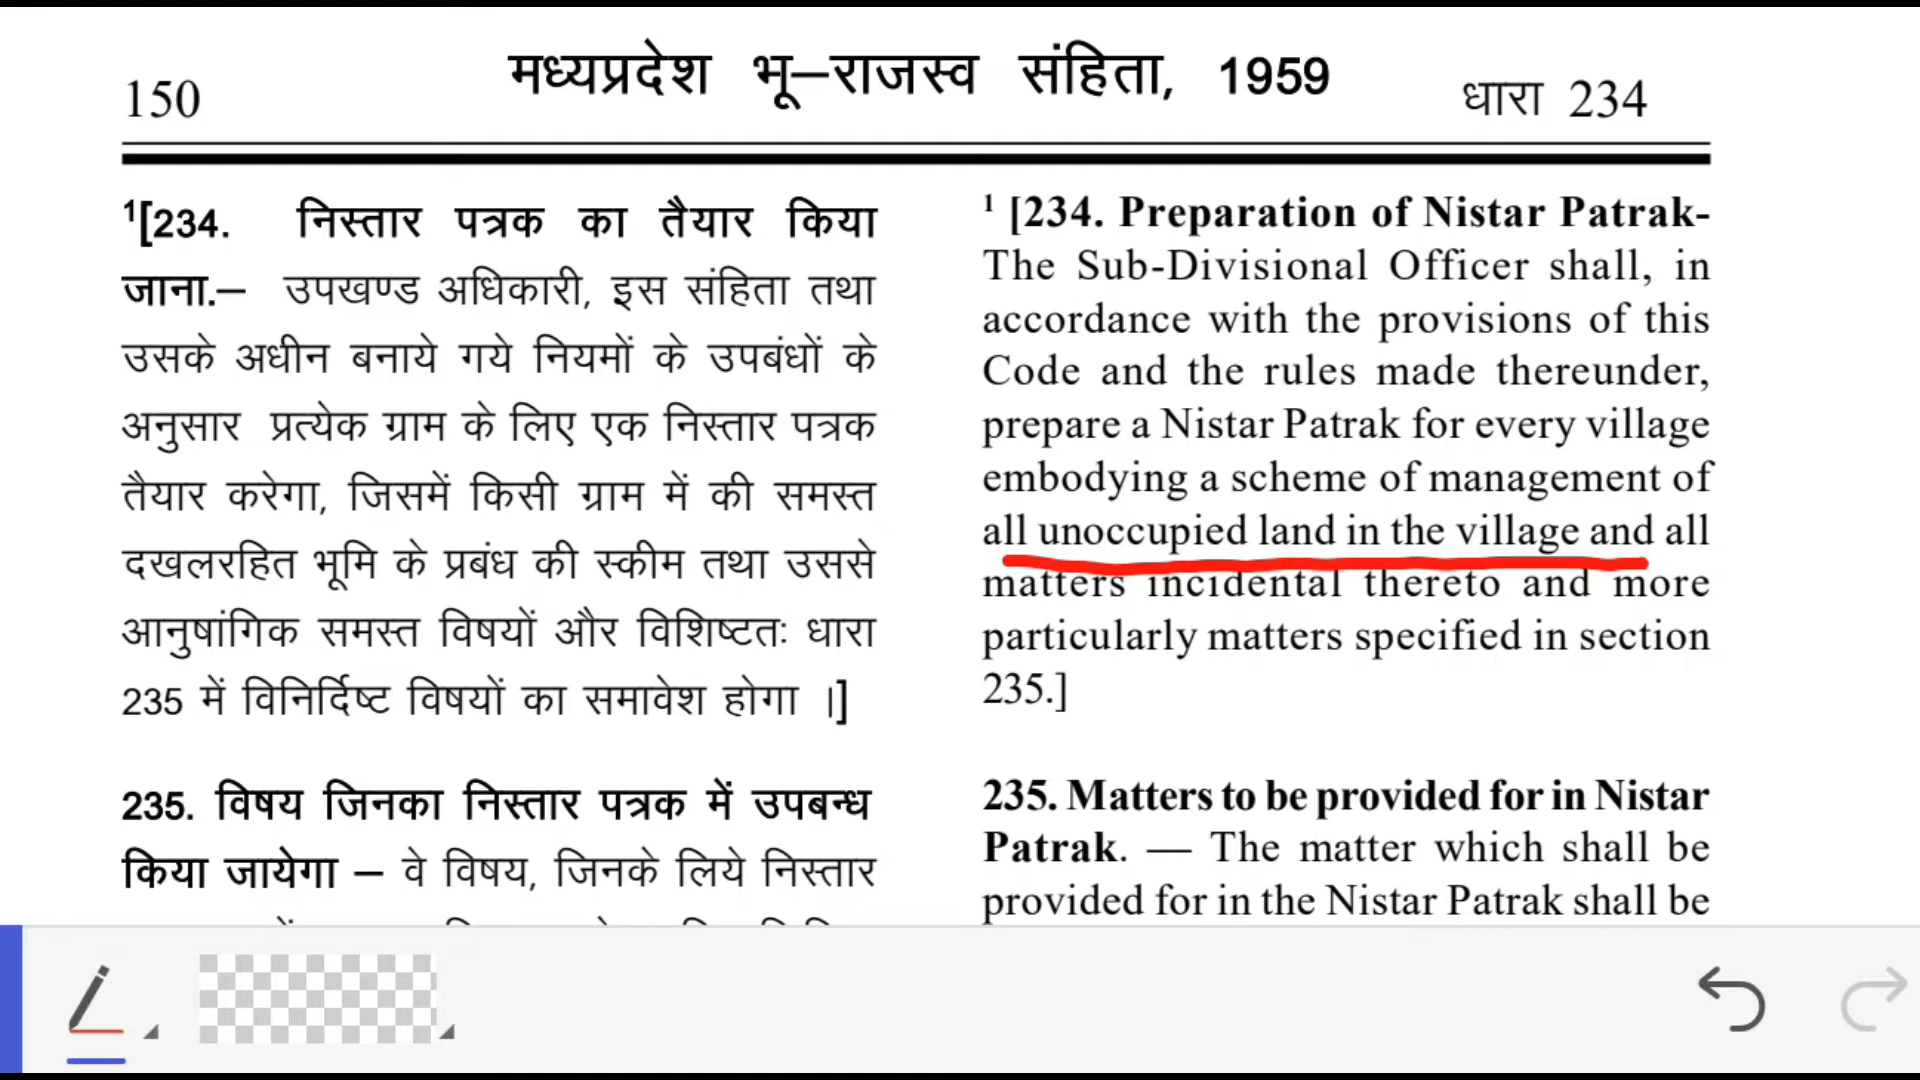 150
मध्यप्रदेश भू–राजस्व संहिता, 1959
धारा 234
1[234. निस्तार पत्रक का तैयार किया
जाना.– उपखण्ड अधिकारी, इस संहिता तथा
उसके अधीन बनाये गये नियमों के उपबंधों के
अनुसार प्रत्येक ग्राम के लिए एक निस्तार पत्रक
तैयार करेगा, जिसमें किसी ग्राम में की समस्त
दखलरहित भूमि के प्रबंध की स्कीम तथा उससे
आनुषांगिक समस्त विषयों और विशिष्टतः धारा
235 में विनिर्दिष्ट विषयों का समावेश होगा ।]
235. विषय जिनका निस्तार पत्रक में उपबन्ध
किया जायेगा – वे विषय, जिनके लिये निस्तार
1 [234. Preparation of Nistar Patrak-
The Sub-Divisional Officer shall, in
accordance with the provisions of this
Code and the rules made thereunder,
prepare a Nistar Patrak for every village
embodying a scheme of management of
all unoccupied land in the village and all
matters incidental thereto and more
particularly matters specified in section
235.]
235. Matters to be provided for in Nistar
Patrak. — The matter which shall be
provided for in the Nistar Patrak shall be